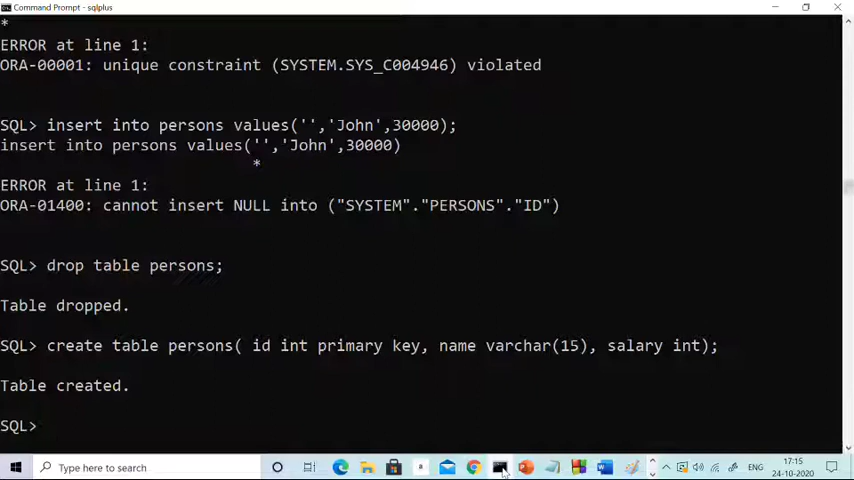 Command Prompt - sqlplus
*
ERROR at line 1:
ORA-00001: unique constraint (SYSTEM.SYS_C004946) violated
SQL> insert into persons values('','John',30000);
insert into persons values('','John',30000)
*
ERROR at line 1:
ORA-01400: cannot insert NULL into ("SYSTEM"."PERSONS"."ID")
SQL> drop table persons;
Table dropped.
SQL> create table persons( id int primary key, name varchar(15), salary int);
Table created.
SQL>
Type here to search
ENG
17:15
24-10-2020